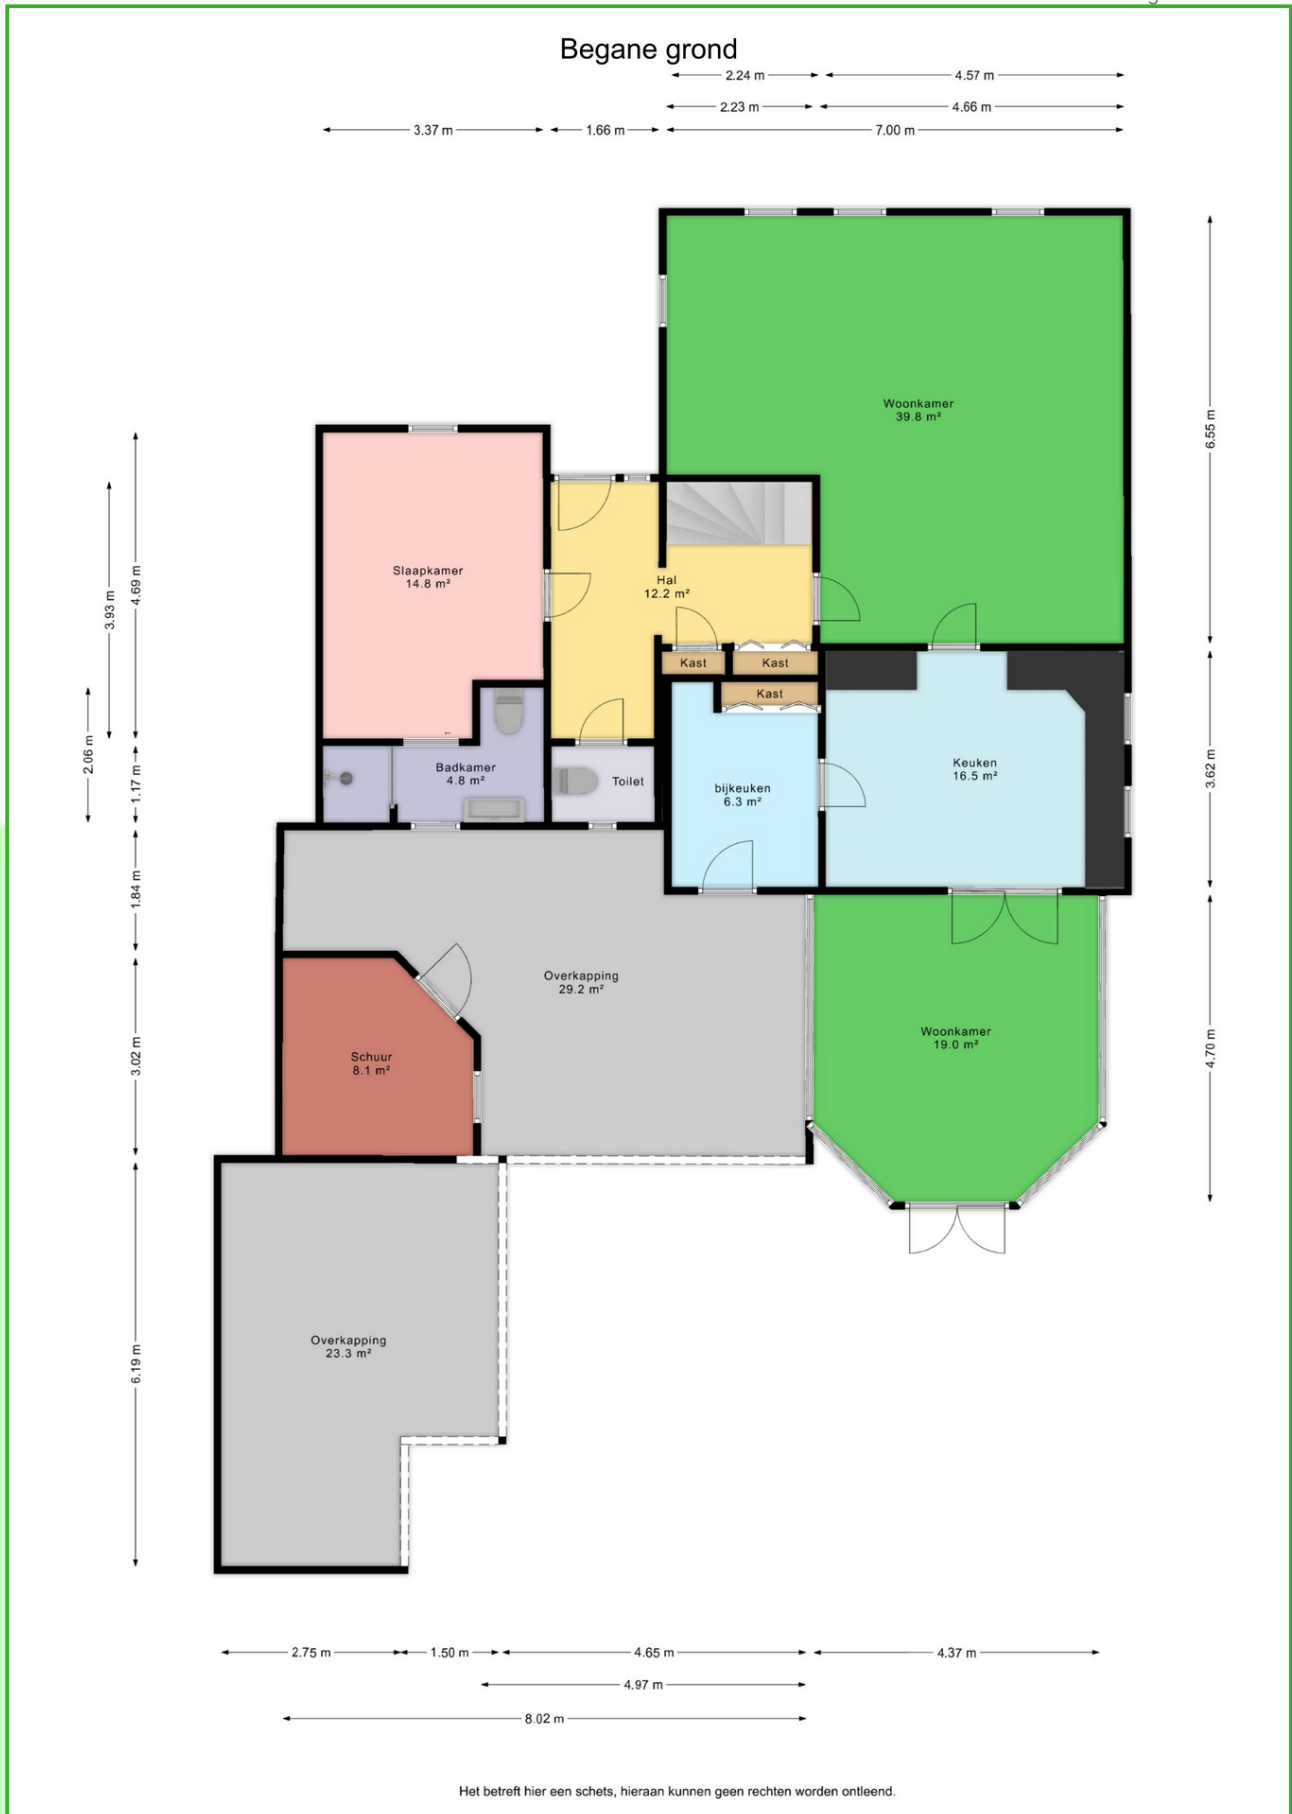 Begane grond
2.24 m
4.57 m
2.23 m
4.66 m
3.37 m
1.66 m
7.00 m
Woonkamer
39.8 m²
6.55 m
Slaapkamer
14.8 m²
Hal
12.2 m²
3.93 m
4.69 m
Kast
Kast
Kast
2.06 m
1.17 m
Badkamer
4.8 m²
Toilet
bijkeuken
6.3 m²
Keuken
16.5 m²
3.62 m
1.84 m
Overkapping
29.2 m²
Woonkamer
19.0 m²
4.70 m
3.02 m
Schuur
8.1 m²
Overkapping
23.3 m²
6.19 m
2.75 m
1.50 m
4.65 m
4.37 m
4.97 m
8.02 m
Het betreft hier een schets, hieraan kunnen geen rechten worden ontleend.